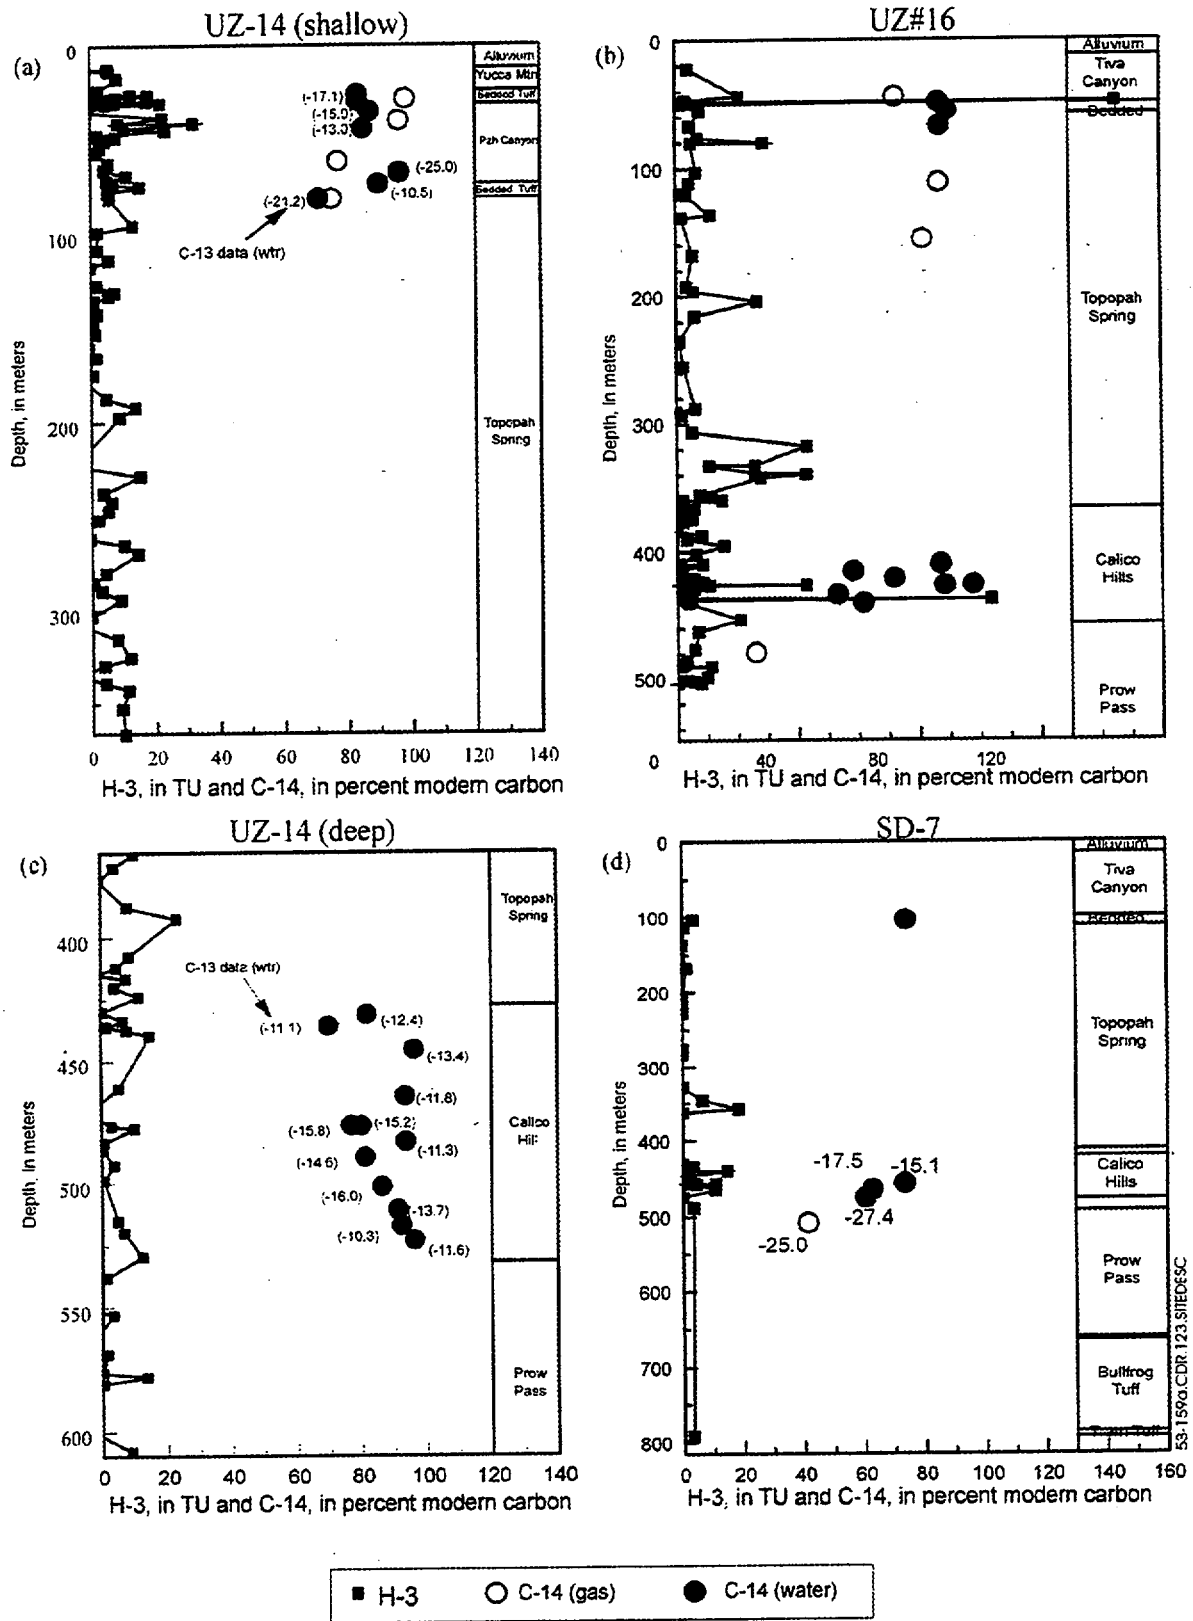 UZ-14 (shallow)
(a)
0
100
200
300
Depth, in meters
(-17.1)
(-15.0)
(-13.0)
(-25.0)
(-10.5)
(-21.2)
C-13 data (wtr)
Alluvium
Yucca Mtn
Bedded Tuff
Pah Canyon
Bedded Tuff
Topopah
Spring
0 20 40 60 80 100 120 140
H-3, in TU and C-14, in percent modern carbon
UZ#16
(b)
0
100
200
300
400
500
Depth, in meters
Alluvium
Tiva
Canyon
Bedded
Topopah
Spring
Calico
Hills
Prow
Pass
0 40 80 120
H-3, in TU and C-14, in percent modern carbon
UZ-14 (deep)
(c)
400
450
500
550
600
Depth, in meters
C-13 data (wtr)
(-11.1)
(-12.4)
(-13.4)
(-11.8)
(-15.8)
(-15.2)
(-11.3)
(-14.6)
(-16.0)
(-13.7)
(-10.3)
(-11.6)
Topopah
Spring
Calico
Prow
Pass
0 20 40 60 80 100 120 140
H-3, in TU and C-14, in percent modern carbon
SD-7
(d)
0
100
200
300
400
500
600
700
800
Depth, in meters
-17.5
-15.1
-27.4
-25.0
Alluvium
Tiva
Canyon
Bedded
Topopah
Spring
Calico
Hills
Prow
Pass
Bullfrog
Tuff
0 20 40 60 80 100 120 140 160
H-3, in TU and C-14, in percent modern carbon
53-159a.CDR.123.SITEDESC
H-3
C-14 (gas)
C-14 (water)